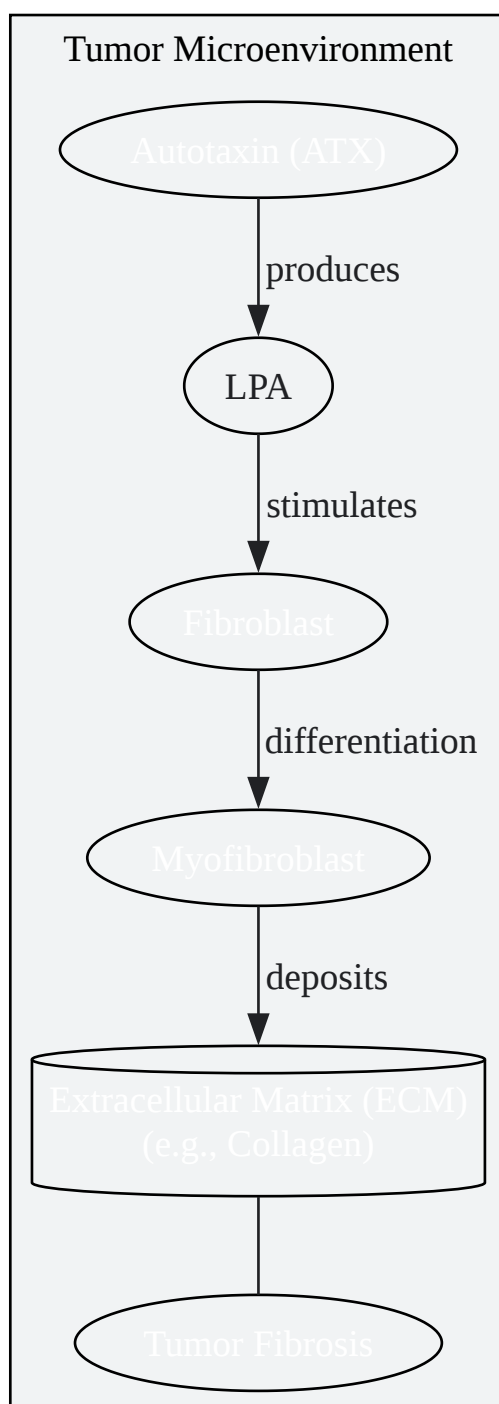 Tumor Microenvironment
Autotaxin (ATX)
produces
LPA
stimulates
Fibroblast
differentiation
Myofibroblast
deposits
Extracellular Matrix (ECM)
(e.g., Collagen)
Tumor Fibrosis